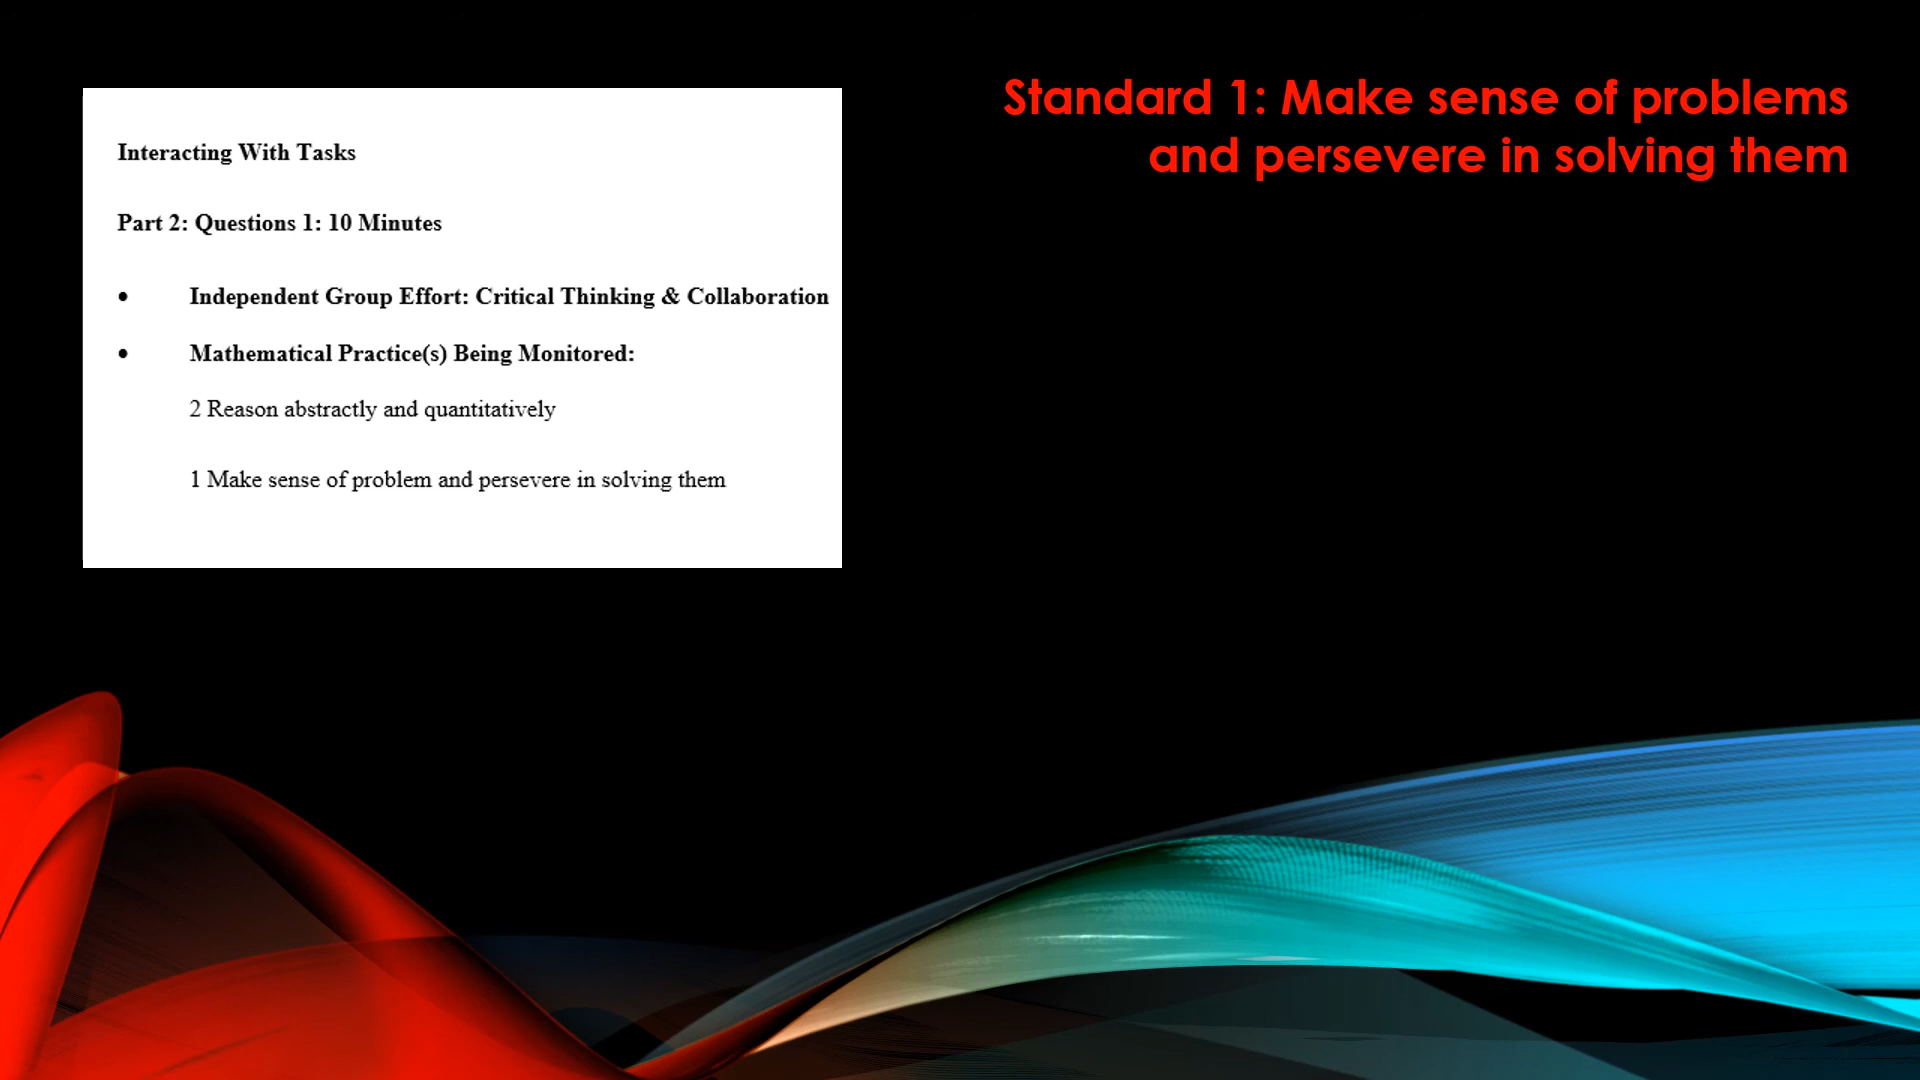 Standard 1: Make sense of problems
and persevere in solving them
Interacting With Tasks
Part 2: Questions 1: 10 Minutes
• Independent Group Effort: Critical Thinking & Collaboration
• Mathematical Practice(s) Being Monitored:
2 Reason abstractly and quantitatively
1 Make sense of problem and persevere in solving them